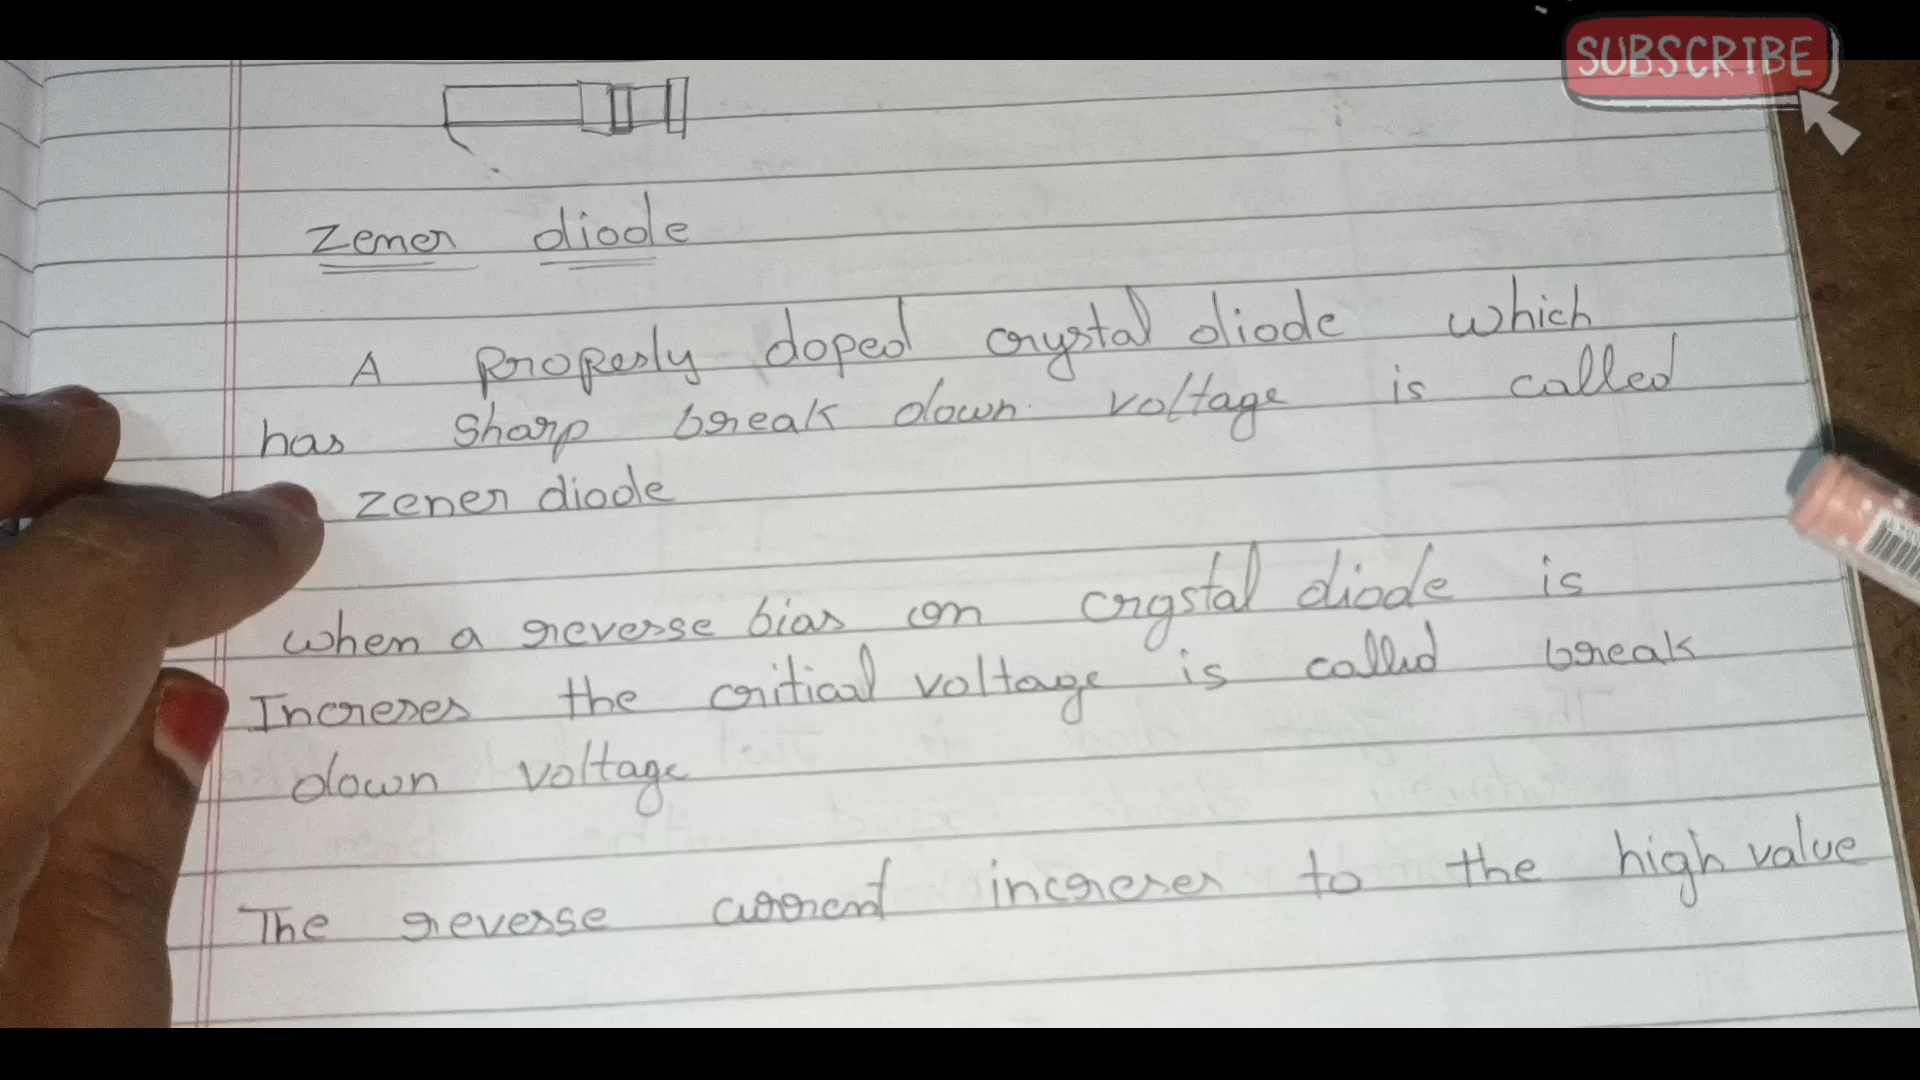 SUBSCRIBE
Zener diode
A Properly doped crystal diode which
has Sharp break down voltage is called
zener diode
When a reverse bias on crystal diode is
Increses the critical voltage is called break
down voltage
The reverse current increses to the high value